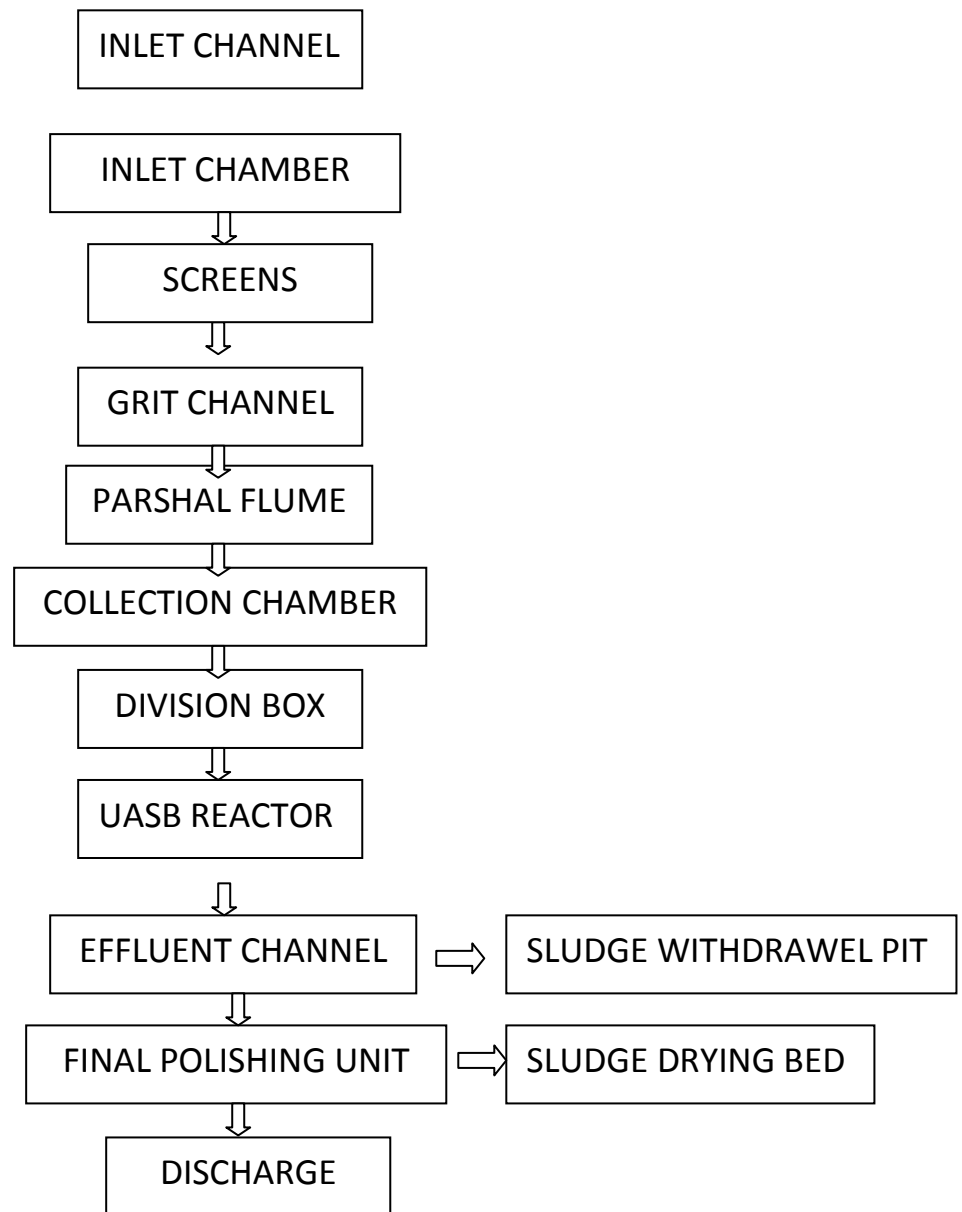 INLET CHANNEL
INLET CHAMBER
SCREENS
GRIT CHANNEL
PARSHAL FLUME
COLLECTION CHAMBER
DIVISION BOX
UASB REACTOR
EFFLUENT CHANNEL
SLUDGE WITHDRAWEL PIT
FINAL POLISHING UNIT
SLUDGE DRYING BED
DISCHARGE